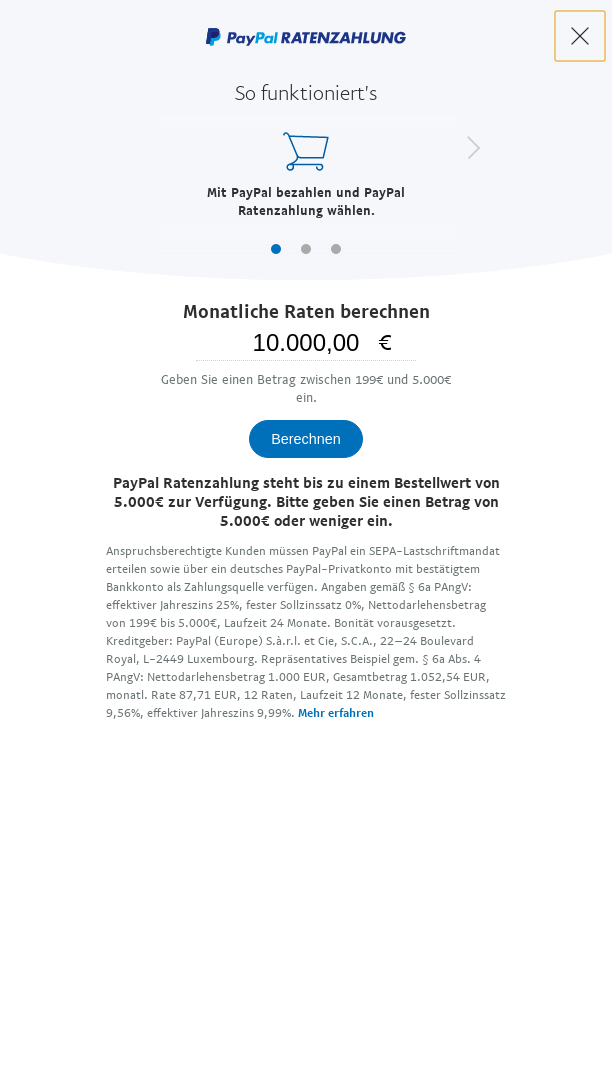 PayPal RATENZAHLUNG
So funktioniert's
Mit PayPal bezahlen und PayPal
Ratenzahlung wählen.
Monatliche Raten berechnen
10.000,00 €
Geben Sie einen Betrag zwischen 199€ und 5.000€
ein.
Berechnen
PayPal Ratenzahlung steht bis zu einem Bestellwert von
5.000€ zur Verfügung. Bitte geben Sie einen Betrag von
5.000€ oder weniger ein.
Anspruchsberechtigte Kunden müssen PayPal ein SEPA-Lastschriftmandat
erteilen sowie über ein deutsches PayPal-Privatkonto mit bestätigtem
Bankkonto als Zahlungsquelle verfügen. Angaben gemäß § 6a PAngV:
effektiver Jahreszins 25%, fester Sollzinssatz 0%, Nettodarlehensbetrag
von 199€ bis 5.000€, Laufzeit 24 Monate. Bonität vorausgesetzt.
Kreditgeber: PayPal (Europe) S.à.r.l. et Cie, S.C.A., 22–24 Boulevard
Royal, L-2449 Luxembourg. Repräsentatives Beispiel gem. § 6a Abs. 4
PAngV: Nettodarlehensbetrag 1.000 EUR, Gesamtbetrag 1.052,54 EUR,
monatl. Rate 87,71 EUR, 12 Raten, Laufzeit 12 Monate, fester Sollzinssatz
9,56%, effektiver Jahreszins 9,99%. Mehr erfahren